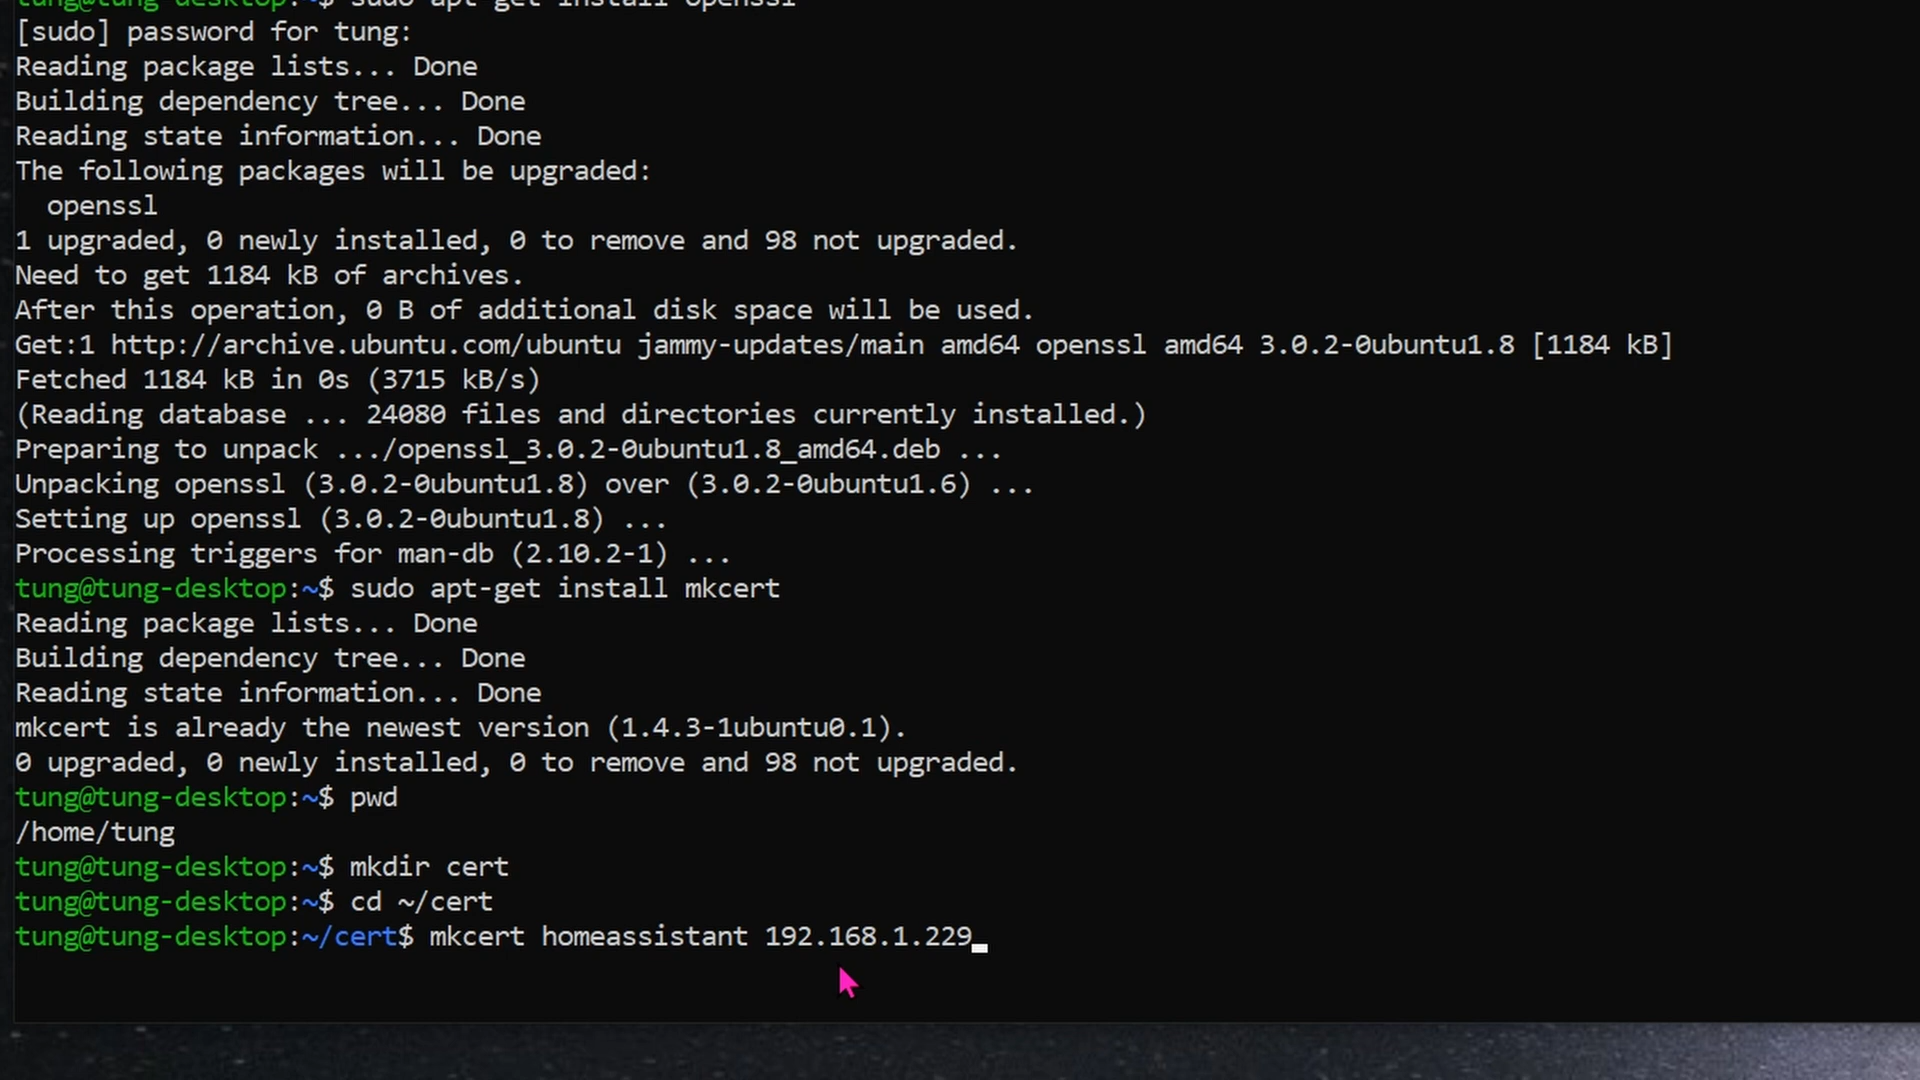 tung@tung-desktop:~$ sudo apt-get install openssl
[sudo] password for tung:
Reading package lists... Done
Building dependency tree... Done
Reading state information... Done
The following packages will be upgraded:
  openssl
1 upgraded, 0 newly installed, 0 to remove and 98 not upgraded.
Need to get 1184 kB of archives.
After this operation, 0 B of additional disk space will be used.
Get:1 http://archive.ubuntu.com/ubuntu jammy-updates/main amd64 openssl amd64 3.0.2-0ubuntu1.8 [1184 kB]
Fetched 1184 kB in 0s (3715 kB/s)
(Reading database ... 24080 files and directories currently installed.)
Preparing to unpack .../openssl_3.0.2-0ubuntu1.8_amd64.deb ...
Unpacking openssl (3.0.2-0ubuntu1.8) over (3.0.2-0ubuntu1.6) ...
Setting up openssl (3.0.2-0ubuntu1.8) ...
Processing triggers for man-db (2.10.2-1) ...
tung@tung-desktop:~$ sudo apt-get install mkcert
Reading package lists... Done
Building dependency tree... Done
Reading state information... Done
mkcert is already the newest version (1.4.3-1ubuntu0.1).
0 upgraded, 0 newly installed, 0 to remove and 98 not upgraded.
tung@tung-desktop:~$ pwd
/home/tung
tung@tung-desktop:~$ mkdir cert
tung@tung-desktop:~$ cd ~/cert
tung@tung-desktop:~/cert$ mkcert homeassistant 192.168.1.229